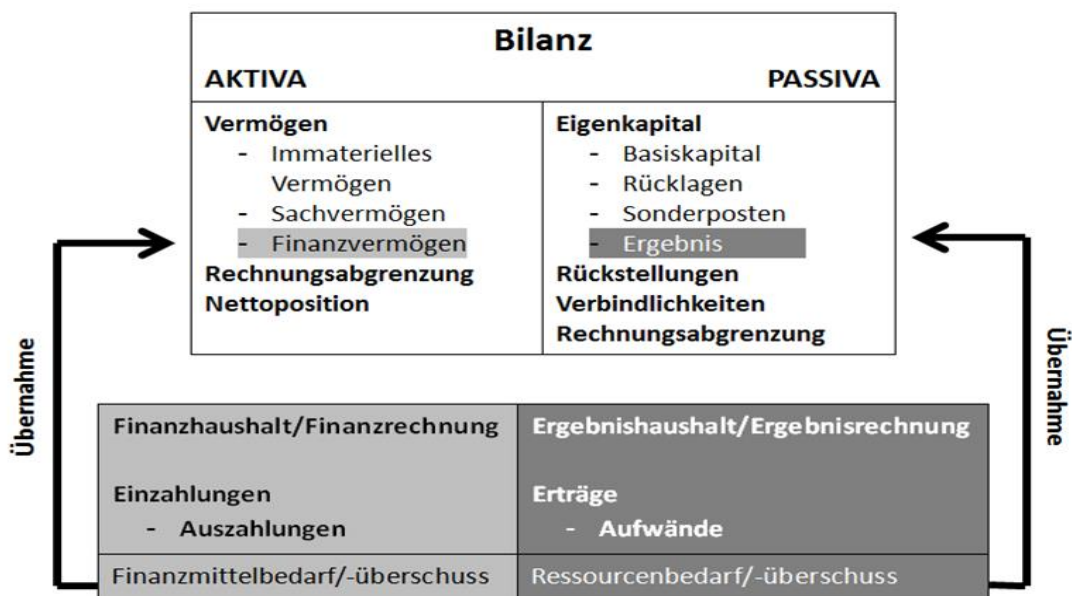 Bilanz
AKTIVA PASSIVA
Vermögen
- Immaterielles
Vermögen
- Sachvermögen
- Finanzvermögen
Rechnungsabgrenzung
Nettoposition
Eigenkapital
- Basiskapital
- Rücklagen
- Sonderposten
- Ergebnis
Rückstellungen
Verbindlichkeiten
Rechnungsabgrenzung
Übernahme
Übernahme
Finanzhaushalt/Finanzrechnung
Einzahlungen
- Auszahlungen
Finanzmittelbedarf/-überschuss
Ergebnishaushalt/Ergebnisrechnung
Erträge
- Aufwände
Ressourcenbedarf/-überschuss